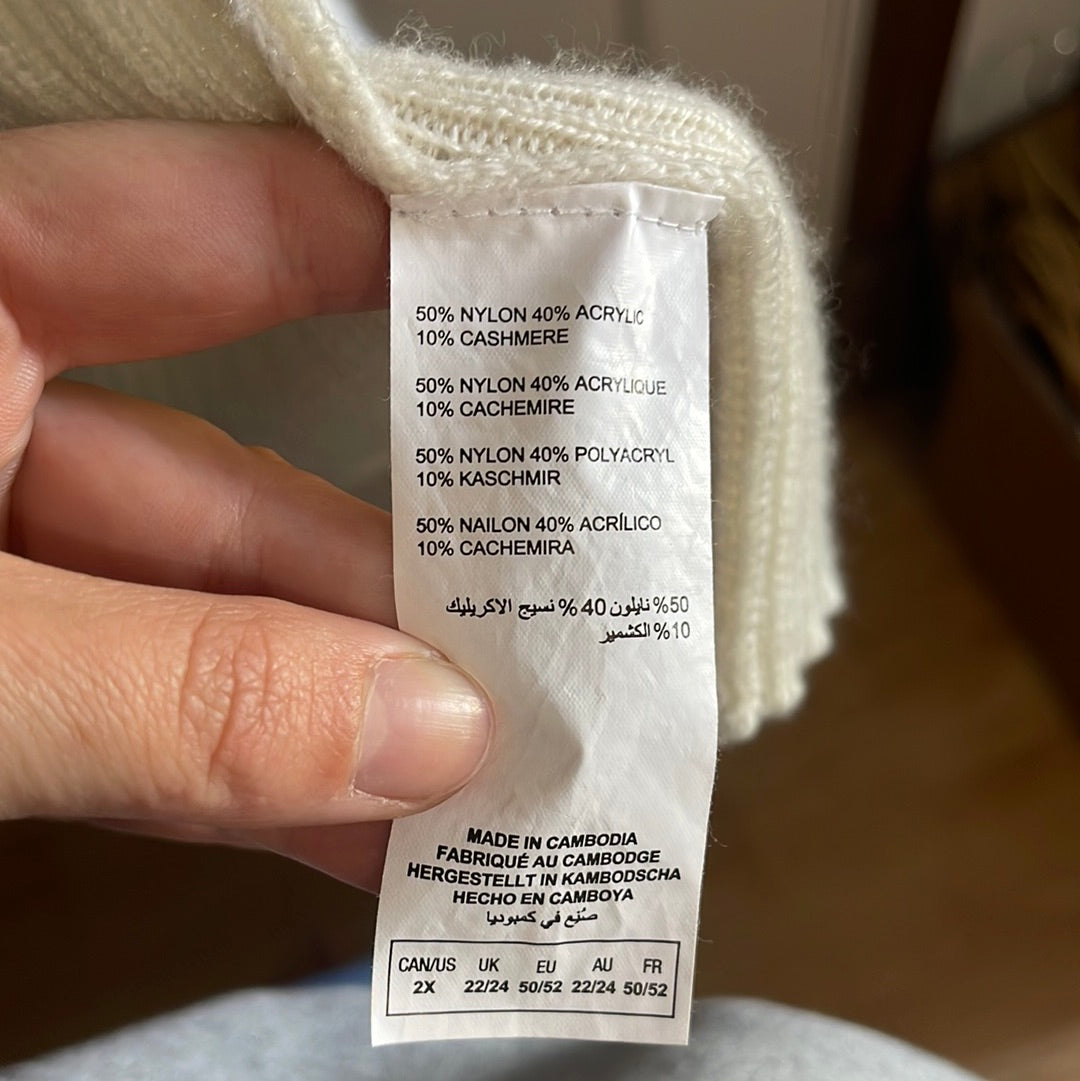 50% NYLON 40% ACRYLIC
10% CASHMERE
50% NYLON 40% ACRYLIQUE
10% CACHEMIRE
50% NYLON 40% POLYACRYL
10% KASCHMIR
50% NAILON 40% ACRÍLICO
10% CACHEMIRA
50% نايلون 40% نسيج الاكريليك
10% الكشمير
MADE IN CAMBODIA
FABRIQUÉ AU CAMBODGE
HERGESTELLT IN KAMBODSCHA
HECHO EN CAMBOYA
صُنِع في كمبوديا
CAN/US UK EU AU FR
2X 22/24 50/52 22/24 50/52